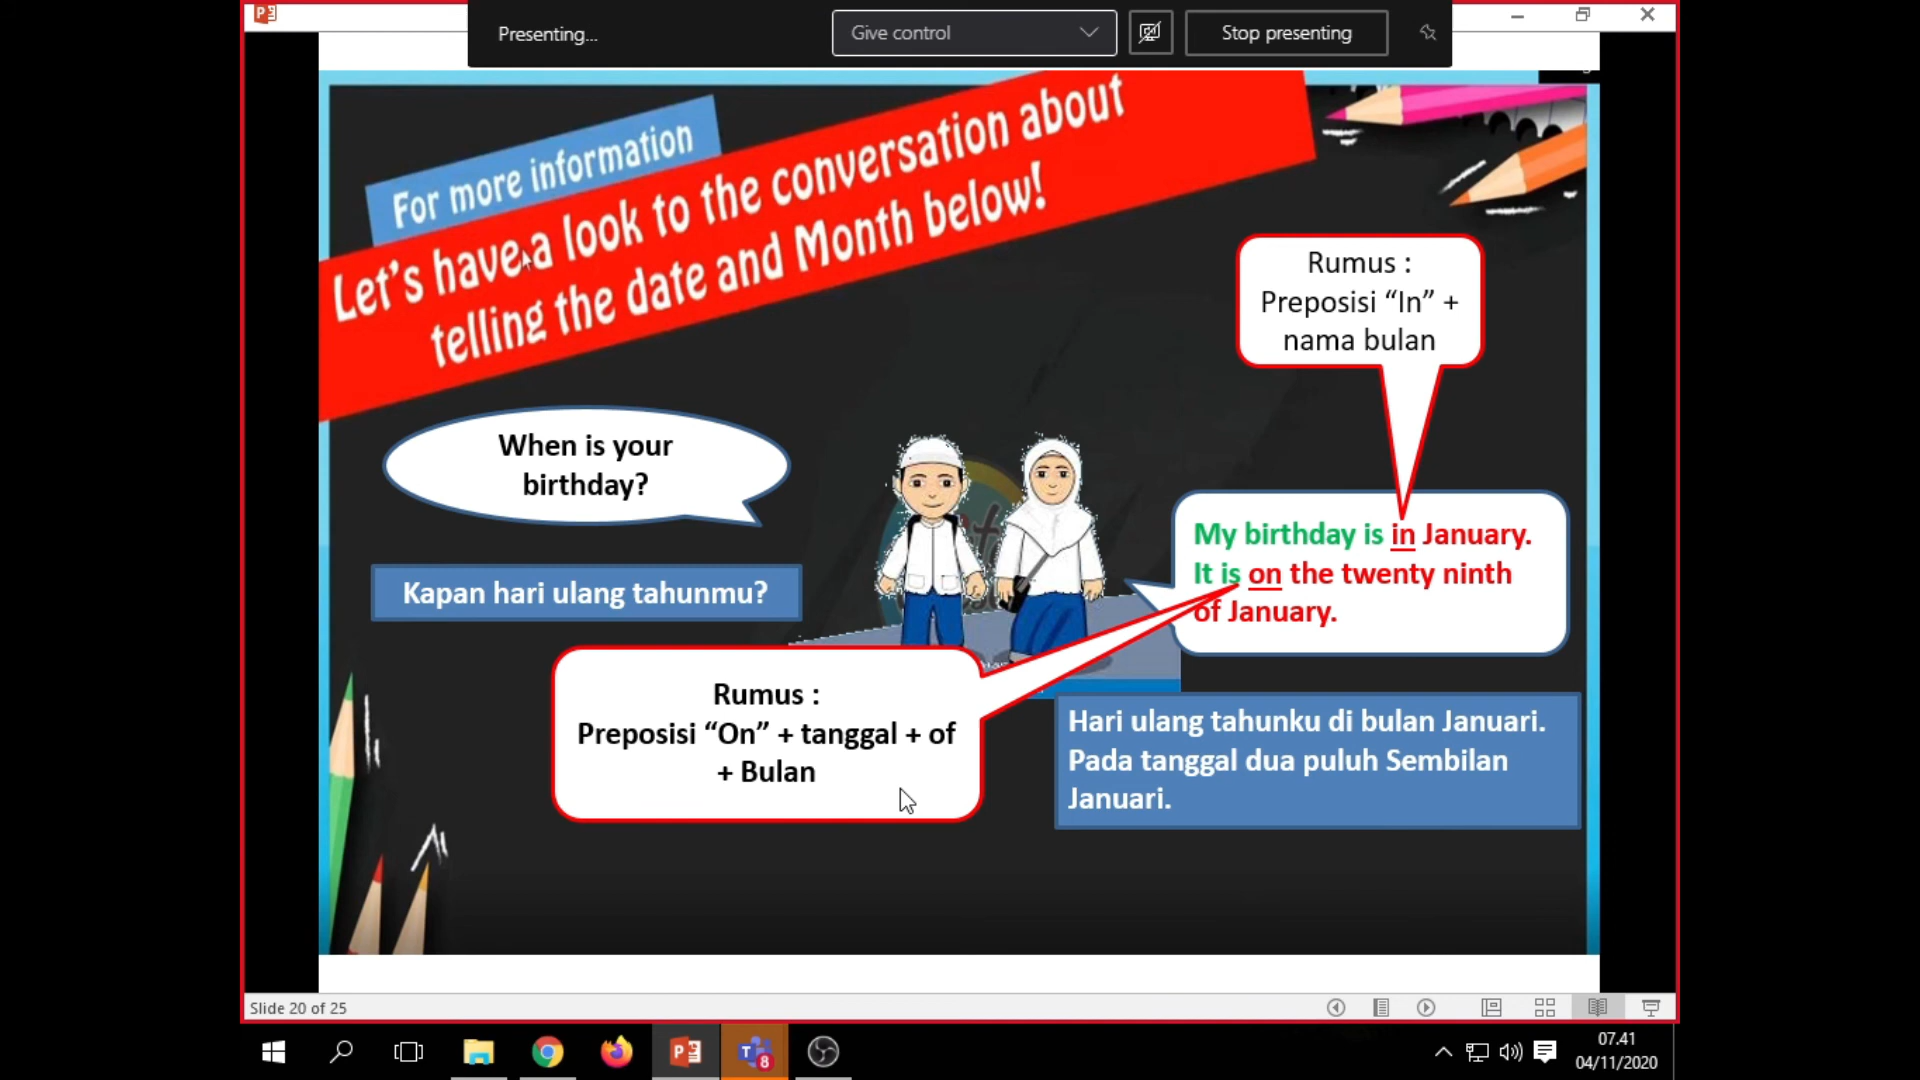 Presenting...
Give control
Stop presenting
For more information
Let's have a look to the conversation about
telling the date and Month below!
Rumus :
Preposisi “In” +
nama bulan
When is your
birthday?
My birthday is in January.
It is on the twenty ninth
of January.
Kapan hari ulang tahunmu?
Rumus :
Preposisi “On” + tanggal + of
+ Bulan
Hari ulang tahunku di bulan Januari.
Pada tanggal dua puluh Sembilan
Januari.
Slide 20 of 25
8
07.41
04/11/2020